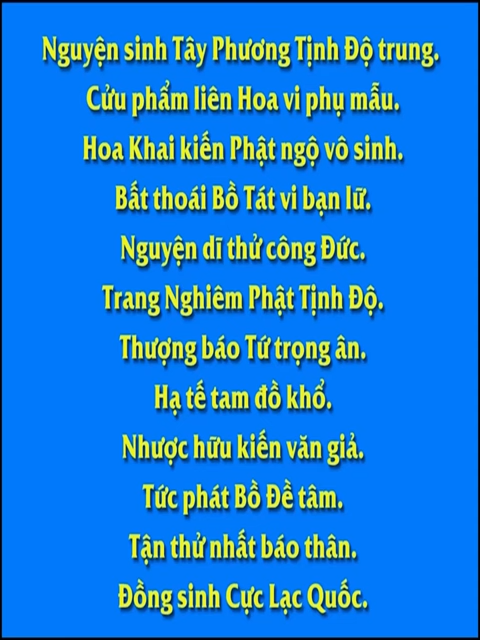 Nguyện sinh Tây Phương Tịnh Độ trung.
Cửu phẩm liên Hoa vi phụ mẫu.
Hoa Khai kiến Phật ngộ vô sinh.
Bất thoái Bồ Tát vi bạn lữ.
Nguyện dĩ thử công Đức.
Trang Nghiêm Phật Tịnh Độ.
Thượng báo Tứ trọng ân.
Hạ tế tam đồ khổ.
Nhược hữu kiến văn giả.
Tức phát Bồ Đề tâm.
Tận thử nhất báo thân.
Đồng sinh Cực Lạc Quốc.